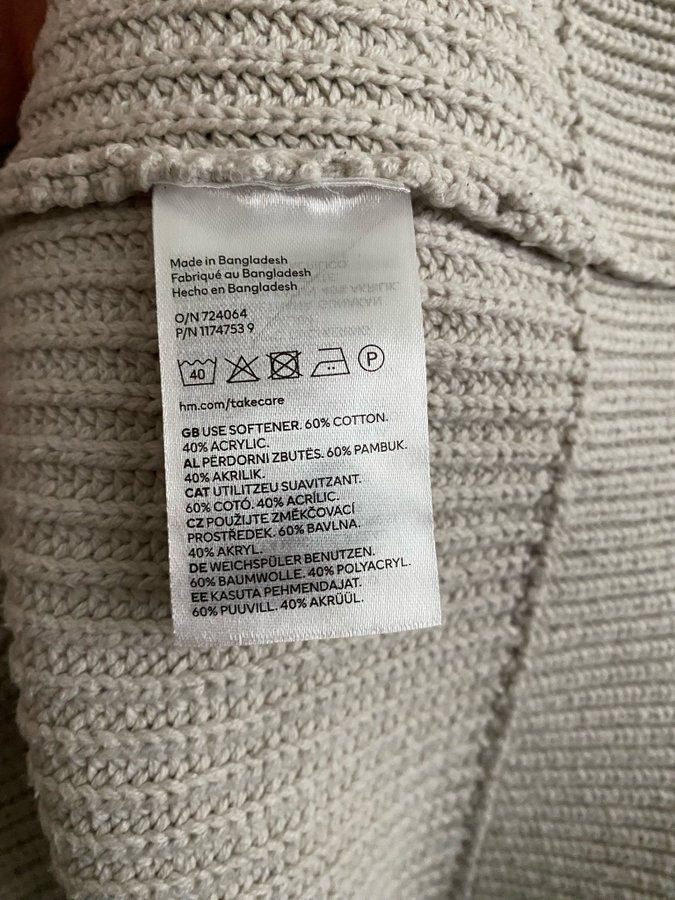 Made in Bangladesh
Fabriqué au Bangladesh
Hecho en Bangladesh
O/N 724064
P/N 1174753 9
40
P
hm.com/takecare
GB USE SOFTENER. 60% COTTON.
40% ACRYLIC.
AL PËRDORNI ZBUTËS. 60% PAMBUK.
40% AKRILIK.
CAT UTILITZEU SUAVITZANT.
60% COTÓ. 40% ACRÍLIC.
CZ POUŽIJTE ZMĚKČOVACÍ
PROSTŘEDEK. 60% BAVLNA.
40% AKRYL.
DE WEICHSPÜLER BENUTZEN.
60% BAUMWOLLE. 40% POLYACRYL.
EE KASUTA PEHMENDAJAT.
60% PUUVILL. 40% AKRÜÜL.